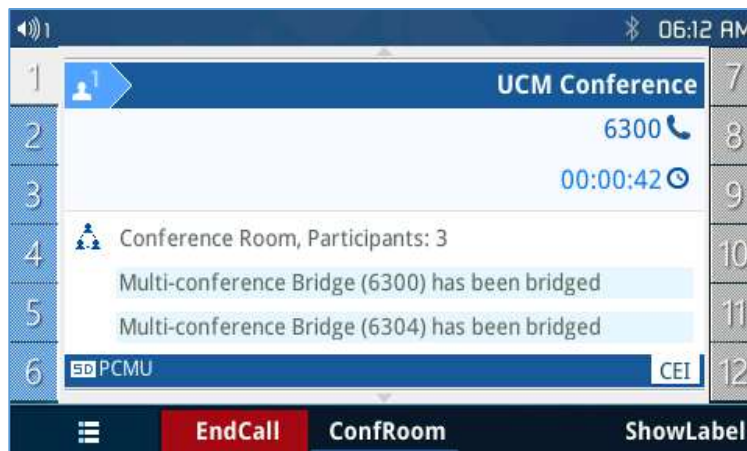 1 06:12 AM
1 1 UCM Conference 7
2 6300 8
3 00:00:42 9
4 Conference Room, Participants: 3 10
Multi-conference Bridge (6300) has been bridged
5 Multi-conference Bridge (6304) has been bridged 11
6 SD PCMU CEI 12
EndCall ConfRoom ShowLabel